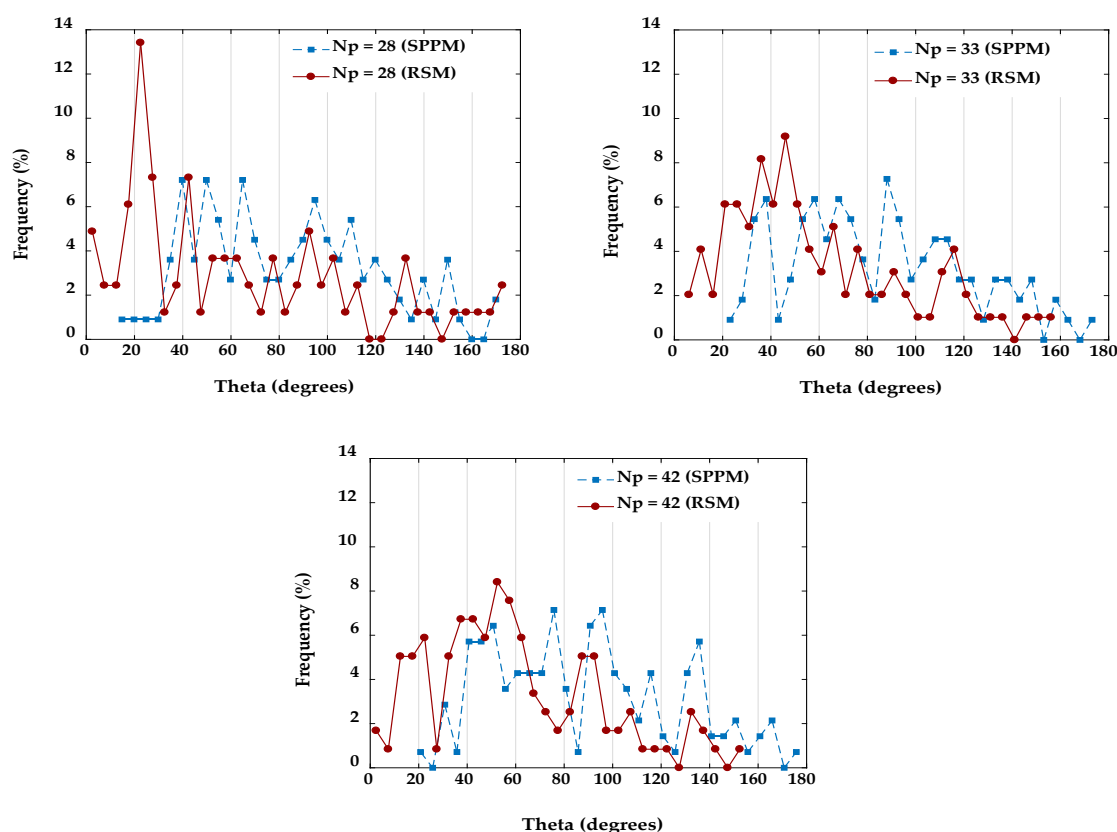 14
12
10
8
6
4
2
0
Frequency (%)
Np = 28 (SPPM)
Np = 28 (RSM)
0 20 40 60 80 100 120 140 160 180
Theta (degrees)
14
12
10
8
6
4
2
0
Frequency (%)
Np = 33 (SPPM)
Np = 33 (RSM)
0 20 40 60 80 100 120 140 160 180
Theta (degrees)
14
12
10
8
6
4
2
0
Frequency (%)
Np = 42 (SPPM)
Np = 42 (RSM)
0 20 40 60 80 100 120 140 160 180
Theta (degrees)